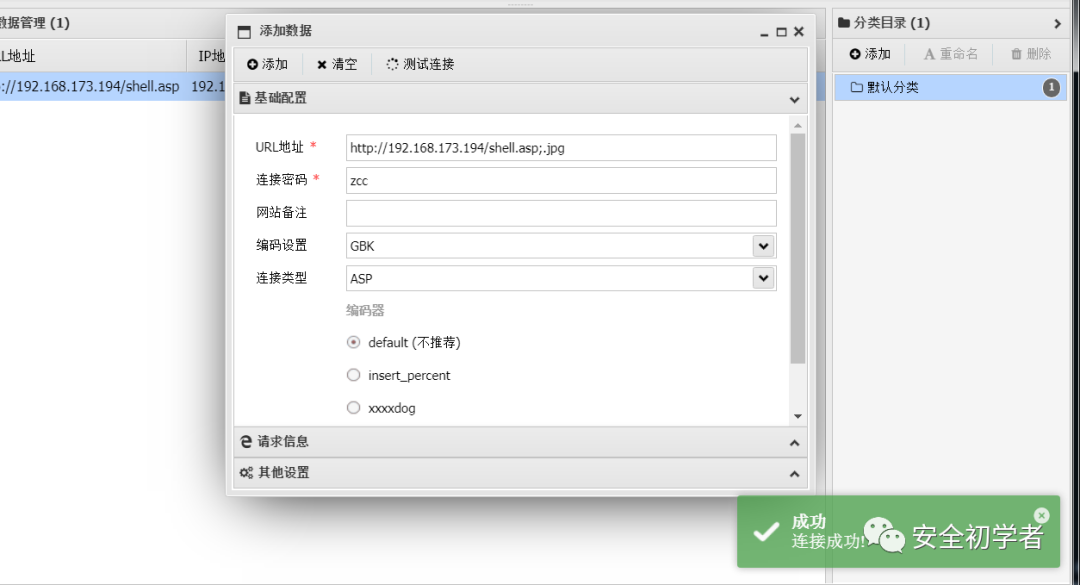 数据管理 (1)
添加数据
分类目录 (1)
L地址
IP地
添加
清空
测试连接
添加
重命名
删除
://192.168.173.194/shell.asp
192.1
默认分类
1
基础配置
URL地址 *
http://192.168.173.194/shell.asp;.jpg
连接密码 *
zcc
网站备注
编码设置
GBK
连接类型
ASP
编码器
default (不推荐)
insert_percent
xxxxdog
请求信息
其他设置
成功
连接成功!
安全初学者